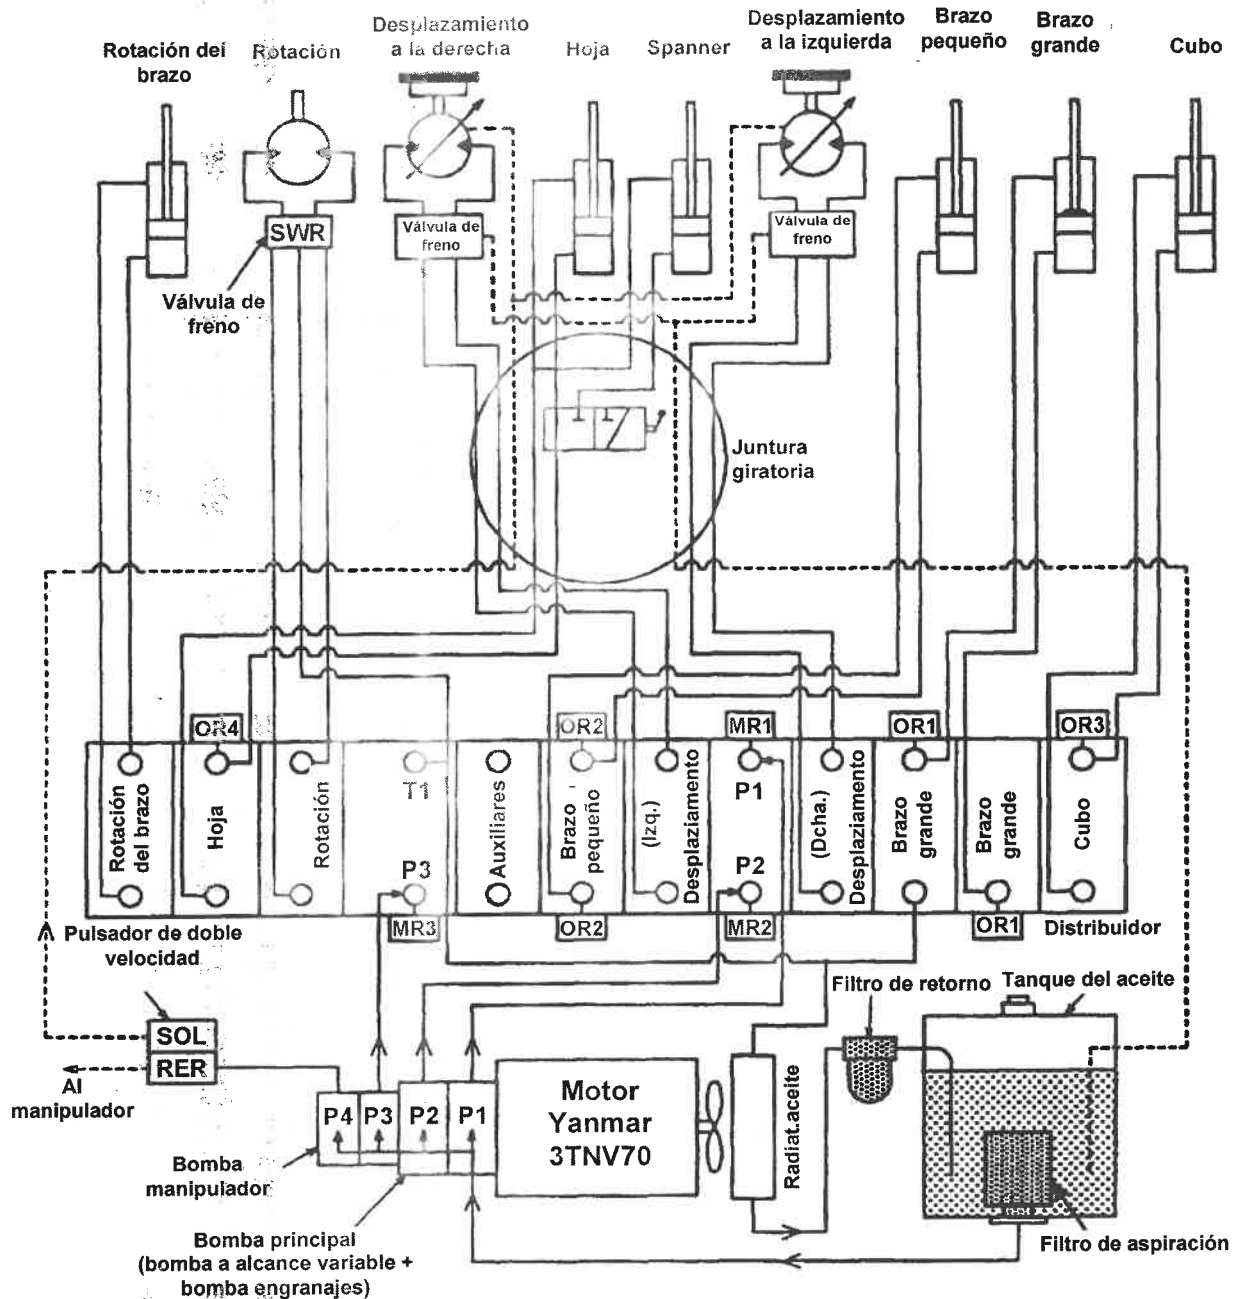 Rotación del
brazo
Rotación
Desplazamiento
a la derecha
Hoja
Spanner
Desplazamiento
a la izquierda
Brazo
pequeño
Brazo
grande
Cubo
SWR
Válvula de
freno
Válvula de
freno
Válvula de
freno
Juntura
giratoria
OR4
OR2
MR1
OR1
OR3
Rotación
del brazo
Hoja
Rotación
T1
P3
Auxiliares
Brazo
pequeño
(Izq.)
Desplaziamento
P1
P2
(Dcha.)
Desplaziamento
Brazo
grande
Brazo
grande
Cubo
MR3
OR2
MR2
OR1
Distribuidor
Pulsador de doble
velocidad
SOL
RER
Al
manipulador
P4
P3
P2
P1
Motor
Yanmar
3TNV70
Radiat.aceite
Filtro de retorno
Tanque del aceite
Filtro de aspiración
Bomba
manipulador
Bomba principal
(bomba a alcance variable +
bomba engranajes)